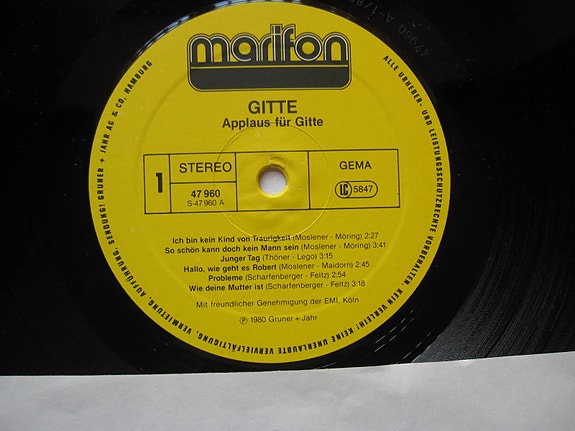 marifon
GITTE
Applaus für Gitte
1
STEREO
47 960
S-47 960 A
GEMA
LC 5847
Ich bin kein Kind von Traurigkeit (Moslener - Möring) 2:27
So schön kann doch kein Mann sein (Moslener - Möring) 3:41
Junger Tag (Thöner - Lego) 3:15
Hallo, wie geht es Robert (Moslener - Maidorn) 2:45
Probleme (Scharfenberger - Feltz) 2:54
Wie deine Mutter ist (Scharfenberger - Feltz) 3:18
Mit freundlicher Genehmigung der EMI, Köln
Ⓟ 1980 Gruner + Jahr
ALLE URHEBER- UND LEISTUNGSSCHUTZRECHTE VORBEHALTEN. KEIN VERLEIH! KEINE UNERLAUBTE VERVIELFÄLTIGUNG, VERMIETUNG, AUFFÜHRUNG, SENDUNG! GRUNER + JAHR AG & CO, HAMBURG